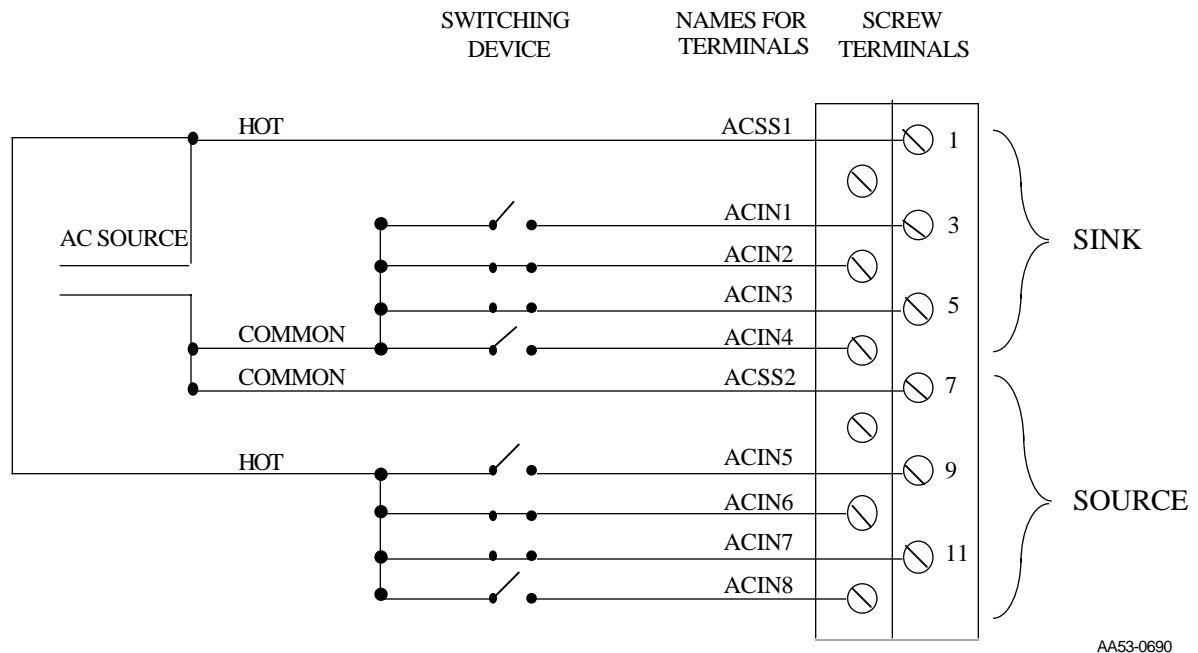 SWITCHING
DEVICE
NAMES FOR
TERMINALS
SCREW
TERMINALS
HOT
ACSS1
1
ACIN1
3
AC SOURCE
ACIN2
SINK
ACIN3
5
COMMON
ACIN4
COMMON
ACSS2
7
HOT
ACIN5
9
ACIN6
SOURCE
ACIN7
11
ACIN8
AA53-0690